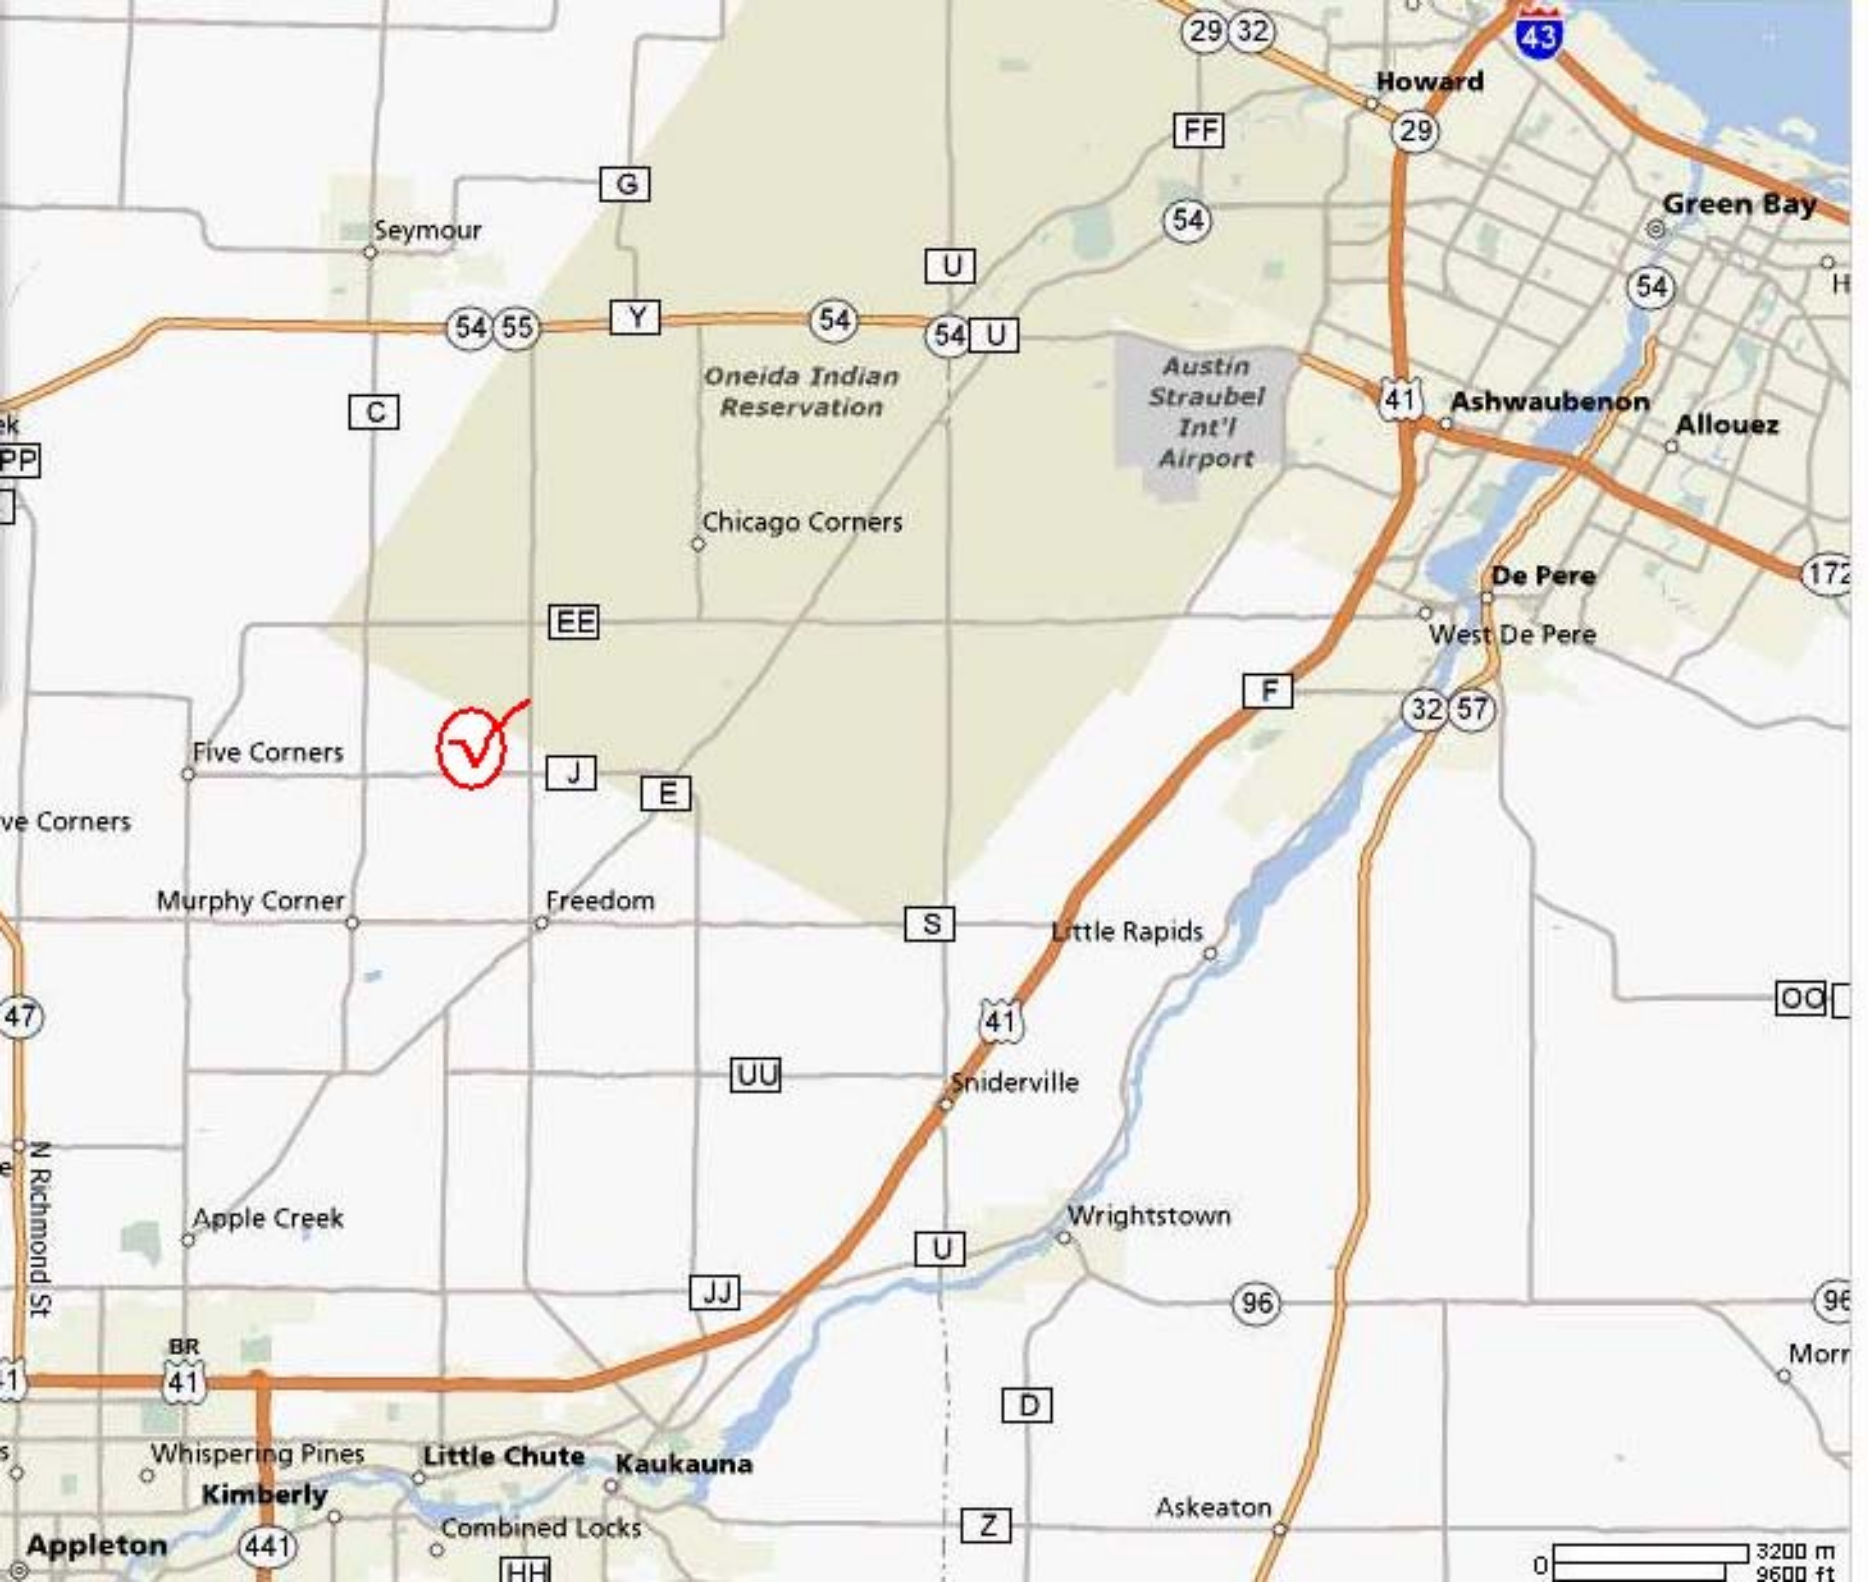 29 32
43
Howard
29
FF
G
Green Bay
Seymour
54
U
54
H
54 55
Y
54
54 U
Oneida Indian
Reservation
Austin
Straubel
Int'l
Airport
C
41
Ashwaubenon
Allouez
ek
PP
Chicago Corners
De Pere
172
EE
West De Pere
F
32 57
Five Corners
J
E
ve Corners
Murphy Corner
Freedom
S
Little Rapids
47
41
OO
UU
Sniderville
N Richmond St
e
Apple Creek
Wrightstown
U
JJ
96
96
BR
41
41
Morr
D
s
Whispering Pines
Little Chute
Kaukauna
Kimberly
Askeaton
Z
Combined Locks
Appleton
441
HH
0
3200 m
9600 ft